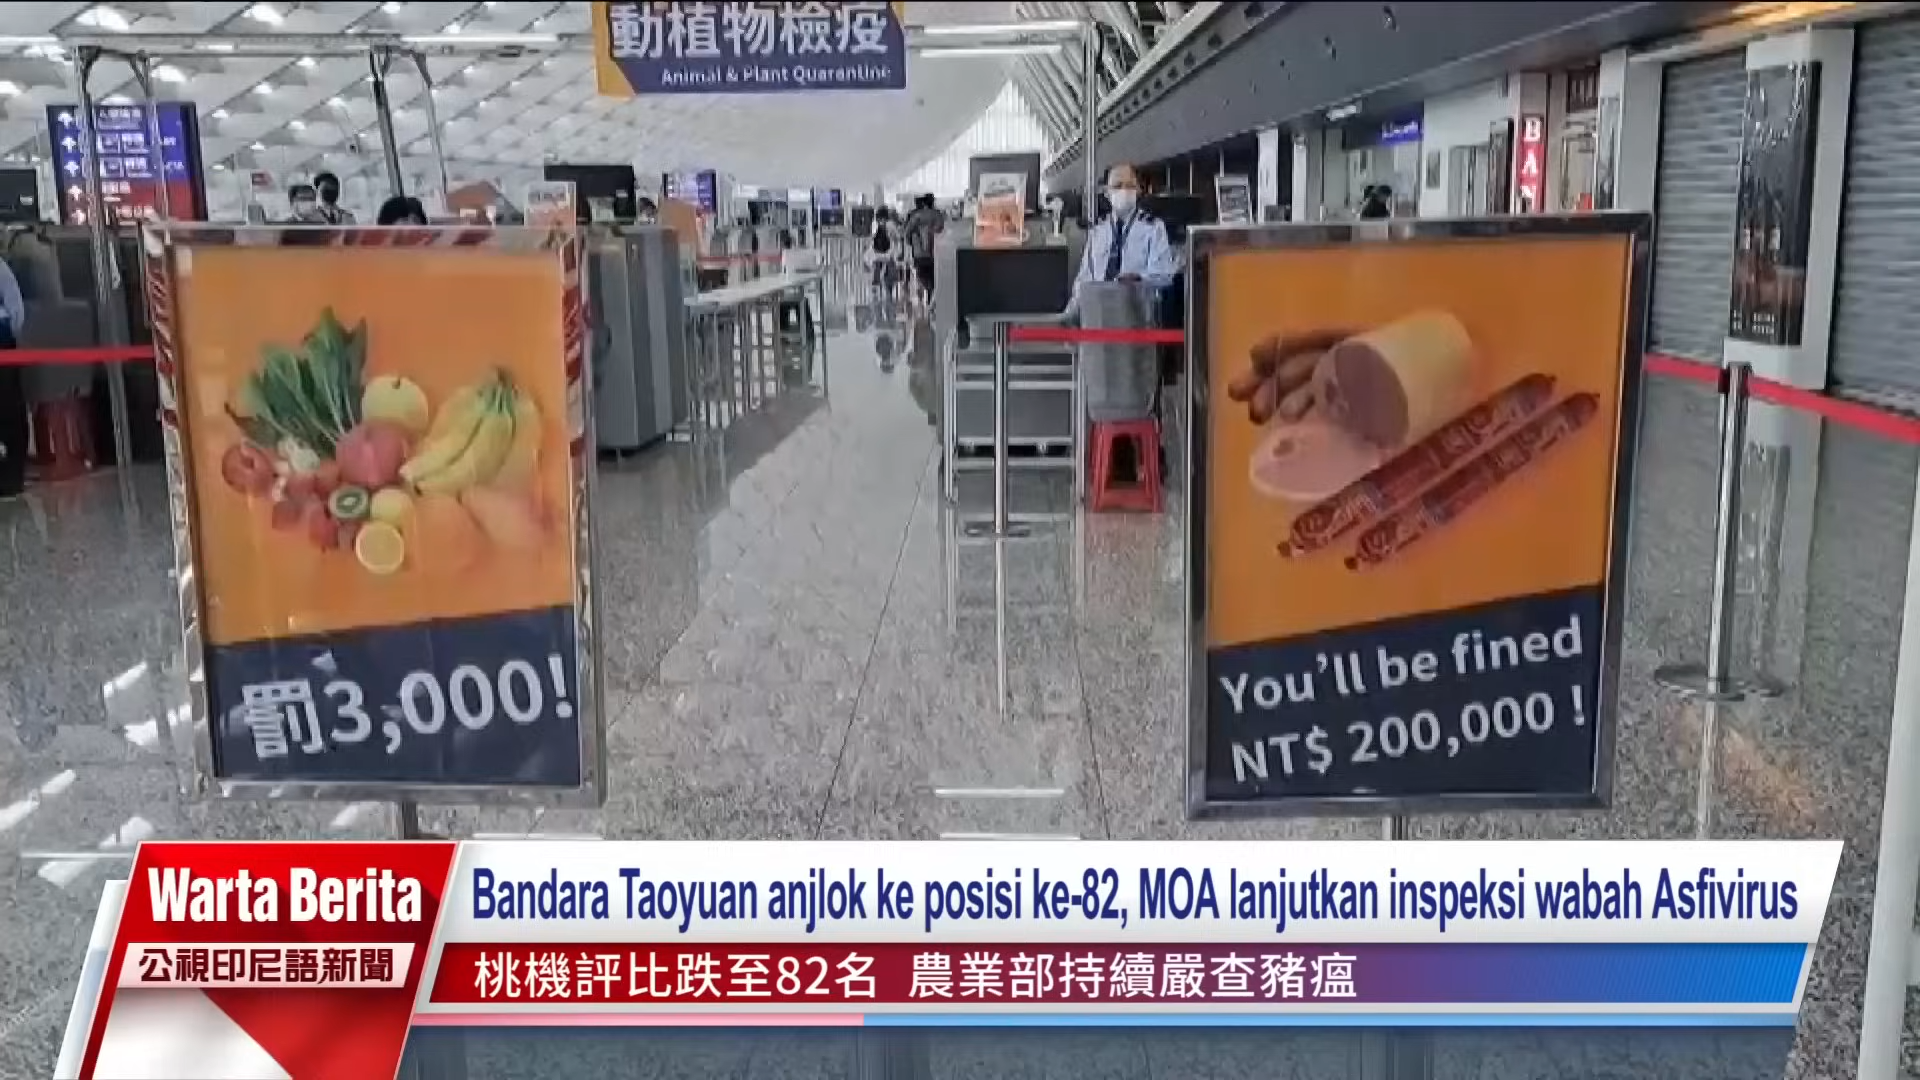 動植物檢疫
Animal & Plant Quarantine
BAN
罰3,000!
You'll be fined
NT$ 200,000 !
Warta Berita
公視印尼語新聞
Bandara Taoyuan anjlok ke posisi ke-82, MOA lanjutkan inspeksi wabah Asfivirus
桃機評比跌至82名 農業部持續嚴查豬瘟